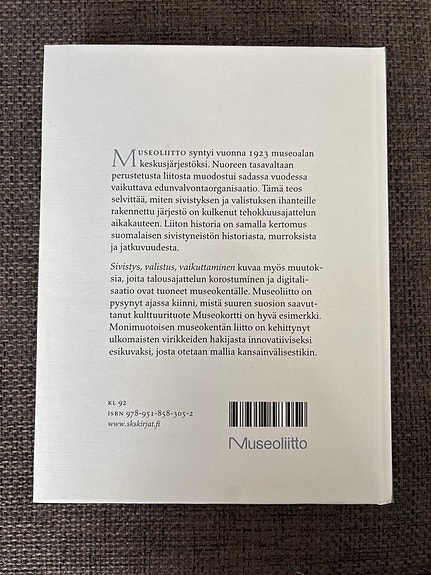 MUSEOLIITTO syntyi vuonna 1923 museoalan
keskusjärjestöksi. Nuoreen tasavaltaan
perustetusta liitosta muodostui sadassa vuodessa
vaikuttava edunvalvontaorganisaatio. Tämä teos
selvittää, miten sivistyksen ja valistuksen ihanteille
rakennettu järjestö on kulkenut tehokkuusajattelun
aikakauteen. Liiton historia on samalla kertomus
suomalaisen sivistyneistön historiasta, murroksista
ja jatkuvuudesta.
Sivistys, valistus, vaikuttaminen kuvaa myös muutok-
sia, joita talousajattelun korostuminen ja digitali-
saatio ovat tuoneet museokentälle. Museoliitto on
pysynyt ajassa kiinni, mistä suuren suosion saavut-
tanut kulttuurituote Museokortti on hyvä esimerkki.
Monimuotoisen museokentän liitto on kehittynyt
ulkomaisten virikkeiden hakijasta innovatiiviseksi
esikuvaksi, josta otetaan mallia kansainvälisestikin.
KL 92
ISBN 978-951-858-305-2
www.skskirjat.fi
Museoliitto